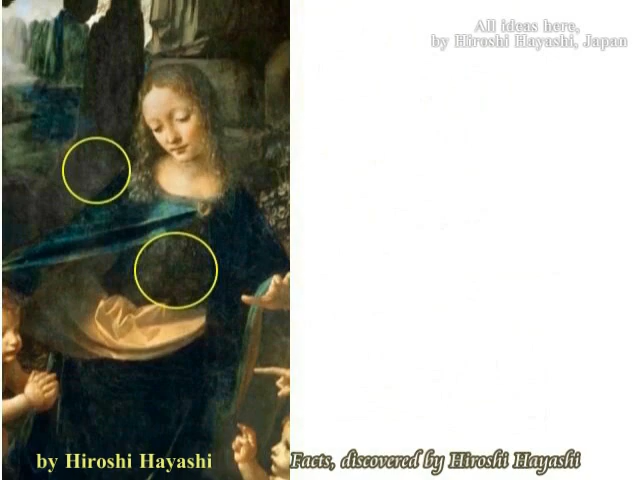 All ideas here,
by Hiroshi Hayashi, Japan
by Hiroshi Hayashi
Facts, discovered by Hiroshi Hayashi